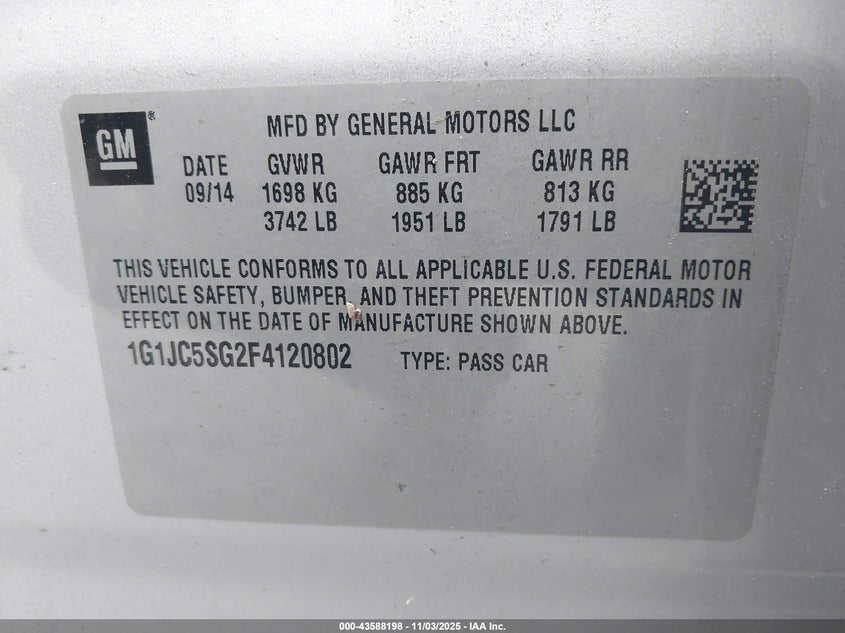 GM®
MFD BY GENERAL MOTORS LLC
DATE GVWR GAWR FRT GAWR RR
09/14 1698 KG 885 KG 813 KG
3742 LB 1951 LB 1791 LB
THIS VEHICLE CONFORMS TO ALL APPLICABLE U.S. FEDERAL MOTOR
VEHICLE SAFETY, BUMPER, AND THEFT PREVENTION STANDARDS IN
EFFECT ON THE DATE OF MANUFACTURE SHOWN ABOVE.
1G1JC5SG2F4120802 TYPE: PASS CAR
000-43588198 - 11/03/2025 - IAA Inc.